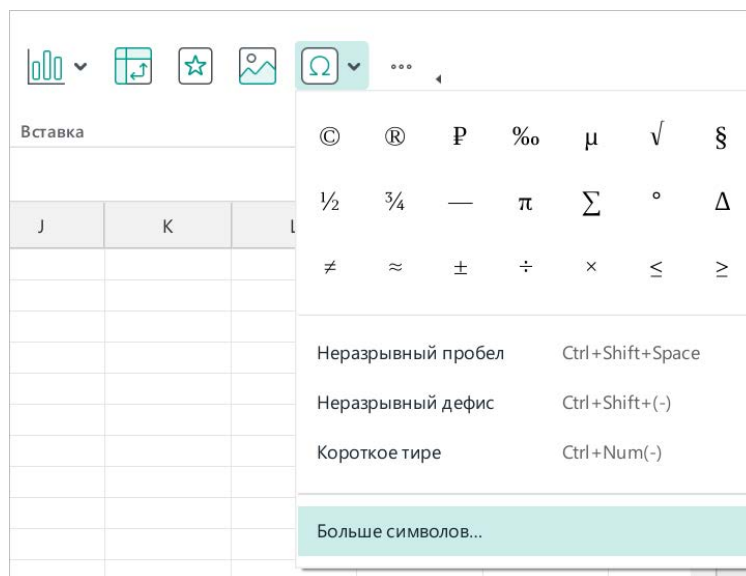 Ω
Вставка
© ® ₽ ‰ µ √ §
½ ¾ — π ∑ ° Δ
J K L
≠ ≈ ± ÷ × ≤ ≥
Неразрывный пробел Ctrl+Shift+Space
Неразрывный дефис Ctrl+Shift+(-)
Короткое тире Ctrl+Num(-)
Больше символов...